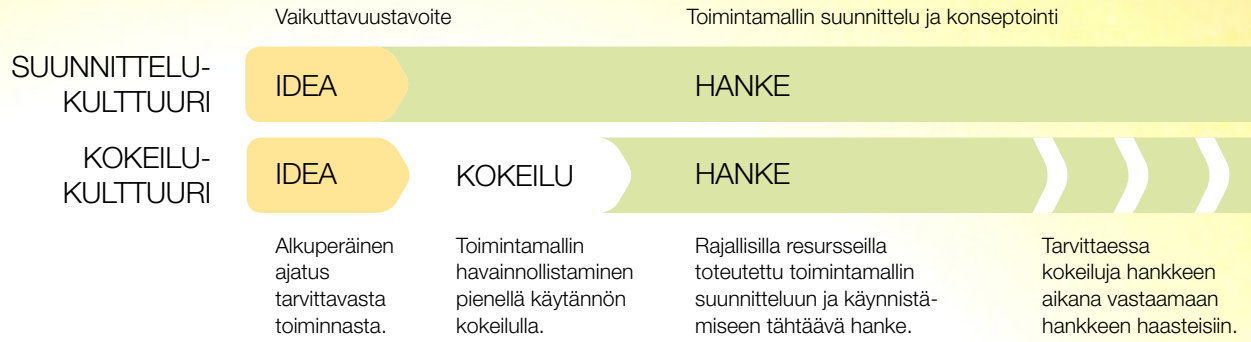 Vaikuttavuustavoite
Toimintamallin suunnittelu ja konseptointi
SUUNNITTELU-
KULTTUURI
IDEA
HANKE
KOKEILU-
KULTTUURI
IDEA
KOKEILU
HANKE
Alkuperäinen
ajatus
tarvittavasta
toiminnasta.
Toimintamallin
havainnollistaminen
pienellä käytännön
kokeilulla.
Rajallisilla resursseilla
toteutettu toimintamallin
suunnitteluun ja käynnistä-
miseen tähtäävä hanke.
Tarvittaessa
kokeiluja hankkeen
aikana vastaamaan
hankkeen haasteisiin.